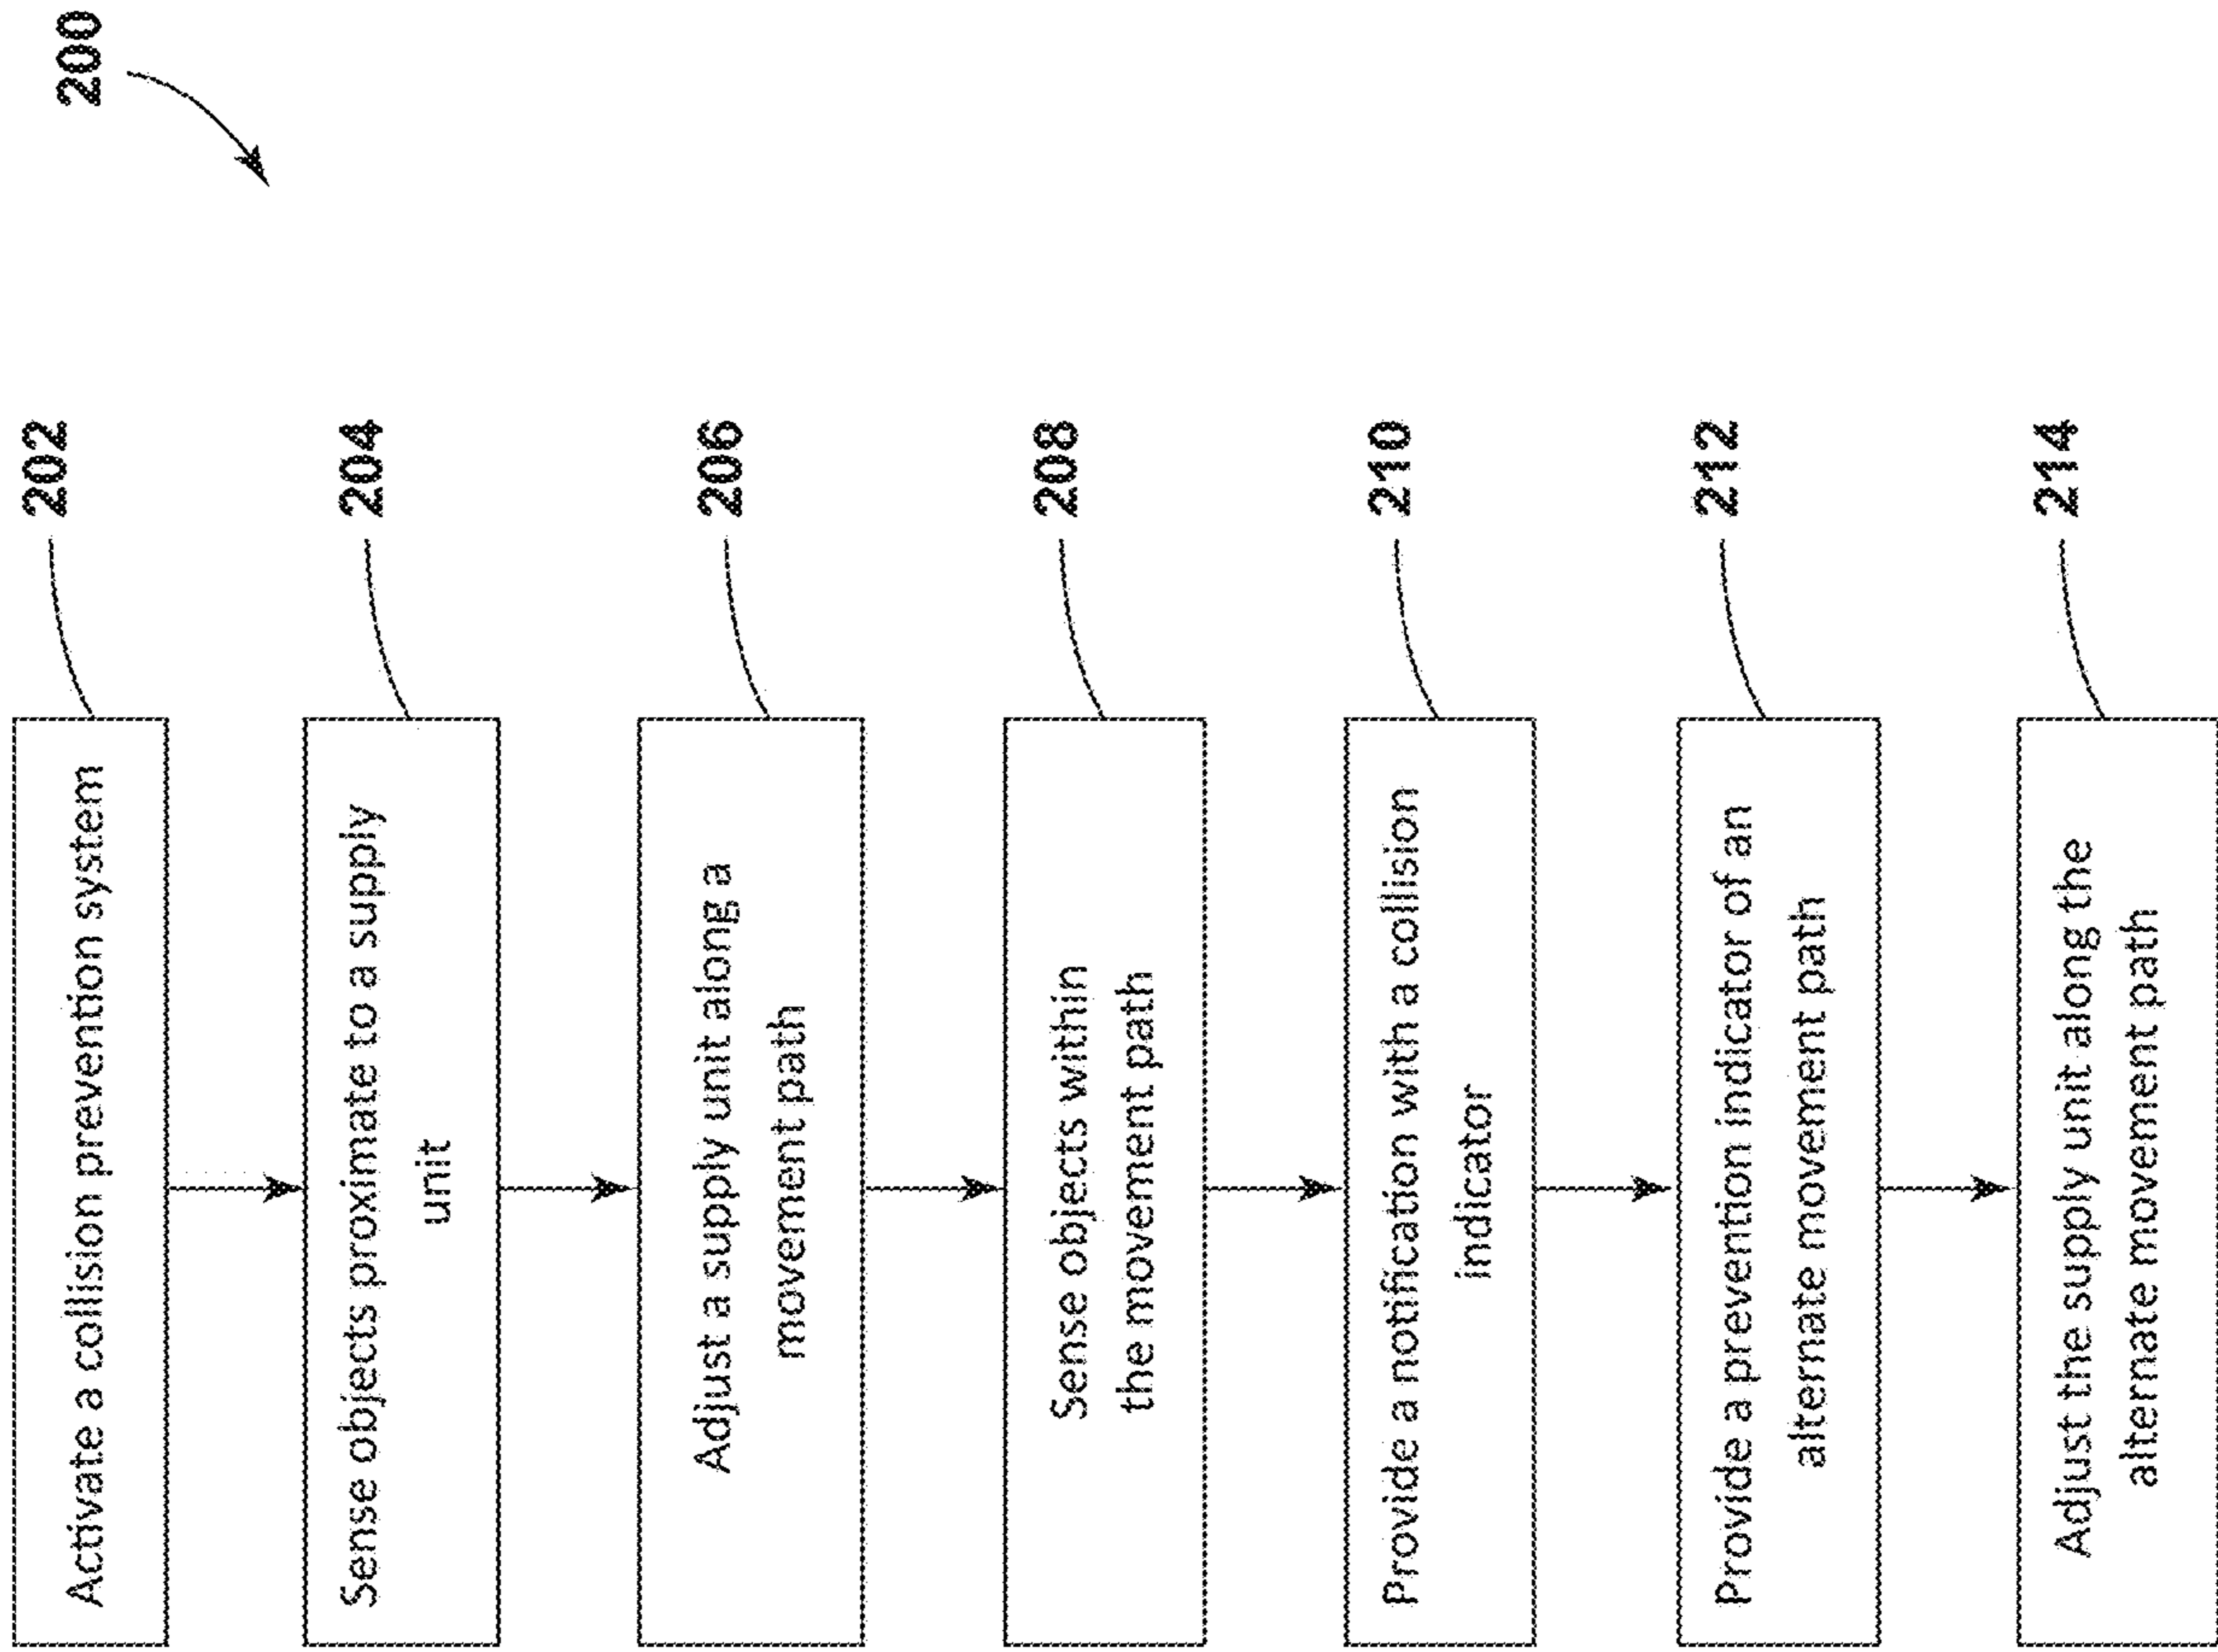 200
Activate a collision prevention system
202
Sense objects proximate to a supply
unit
204
Adjust a supply unit along a
movement path
206
Sense objects within
the movement path
208
Provide a notification with a collision
indicator
210
Provide a prevention indicator of an
alternate movement path
212
Adjust the supply unit along the
alternate movement path
214